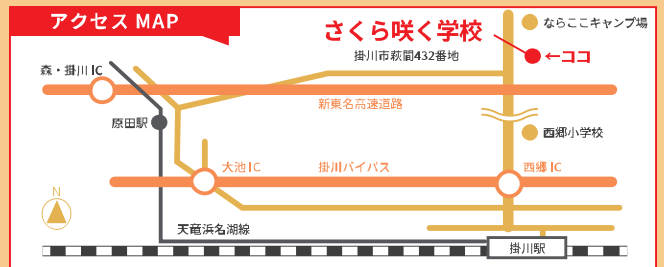 アクセス MAP
さくら咲く学校
掛川市萩間432番地
ならここキャンプ場
←ココ
森・掛川 IC
新東名高速道路
原田駅
西郷小学校
大池 IC
掛川バイパス
西郷 IC
N
天竜浜名湖線
掛川駅